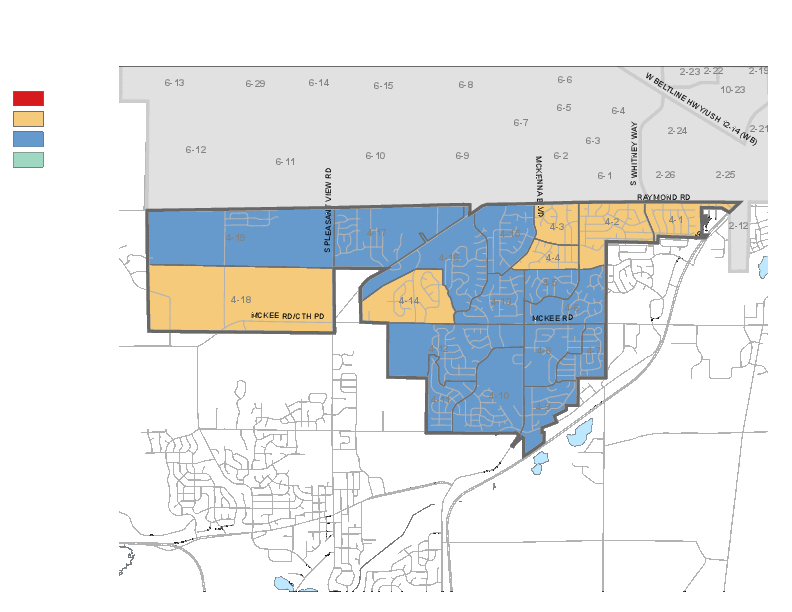 2-23 2-22 2-19
6-13 6-29 6-14 6-15 6-8 6-6
W BELTLINE HWY/USH 12-14 (WB)
10-23
6-5 6-4
6-7 2-24 2-21
S WHITNEY WAY
6-3
6-12 6-11 6-10 6-9 6-2
MCKENNA BLVD
6-1 2-26 2-25
S PLEASANT VIEW RD
RAYMOND RD
4-3 4-2 4-1 2-12
4-16 4-17
4-4
4-18 4-14
MCKEE RD/CTH PD
MCKEE RD
4-10